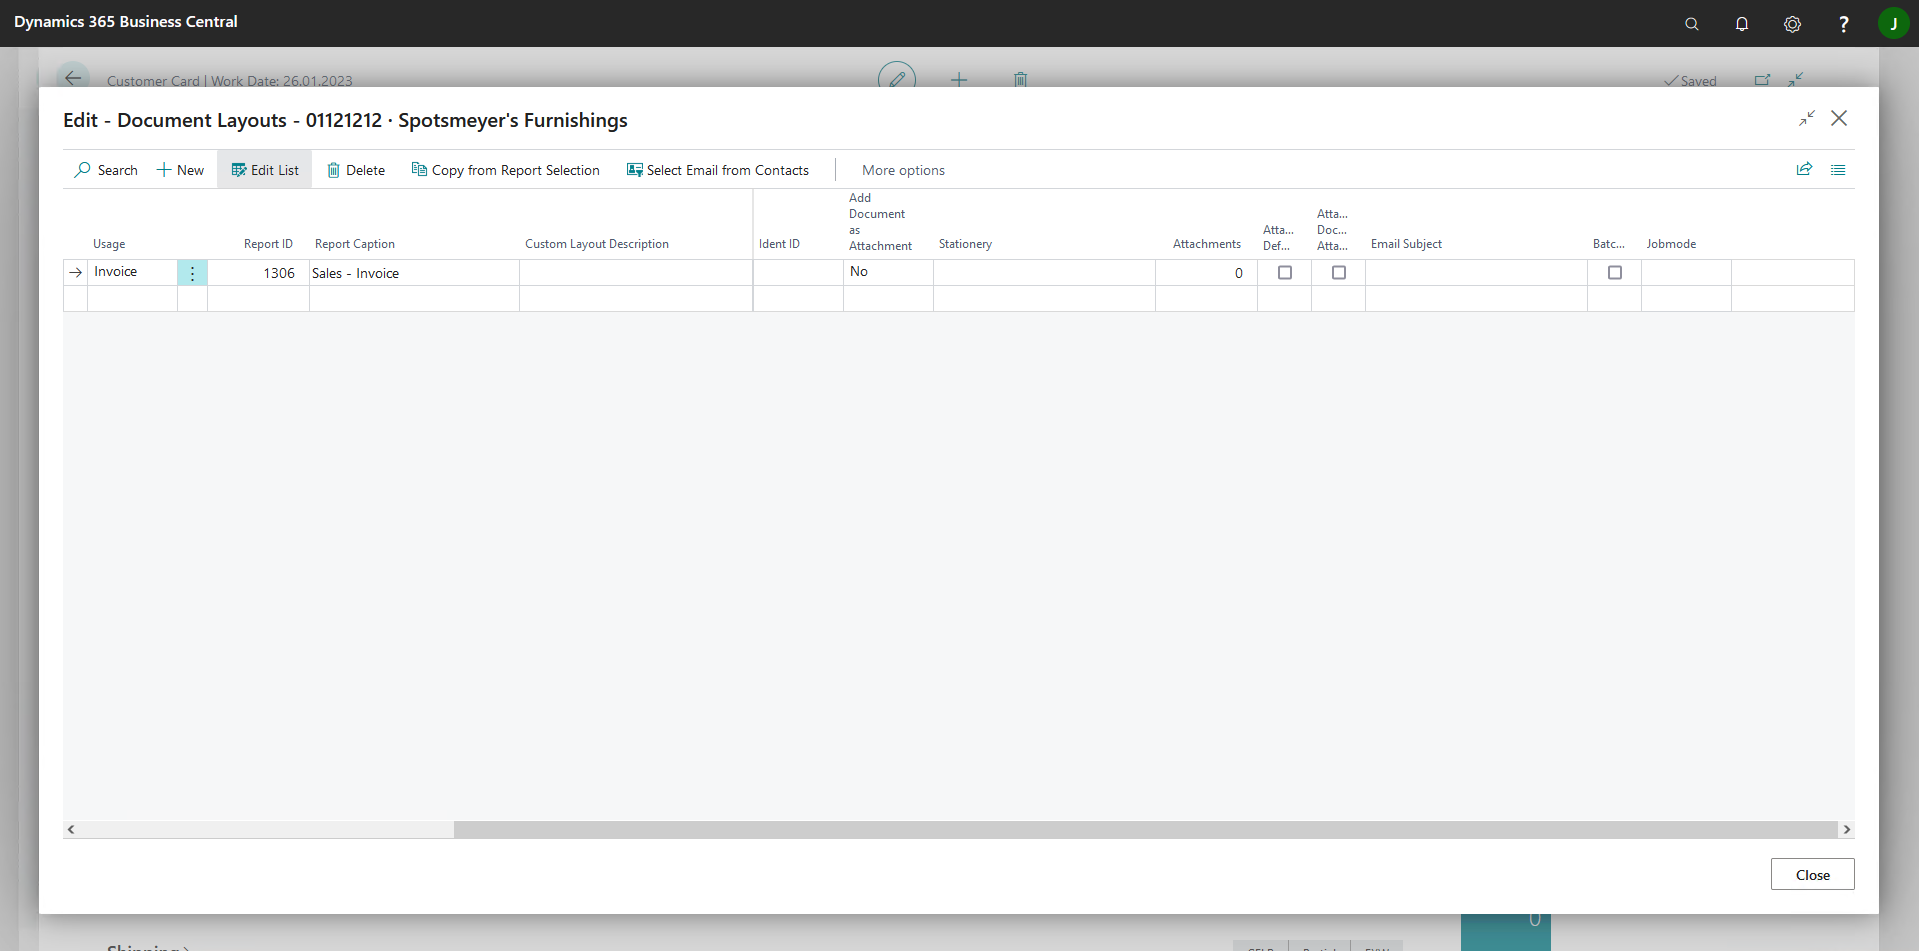 Dynamics 365 Business Central
J
Customer Card | Work Date: 26.01.2023
Saved
Edit - Document Layouts - 01121212 · Spotsmeyer's Furnishings
Search
New
Edit List
Delete
Copy from Report Selection
Select Email from Contacts
More options
Usage
Report ID
Report Caption
Custom Layout Description
Ident ID
Add
Document
as
Attachment
Stationery
Attachments
Atta...
Def...
Atta...
Doc...
Atta...
Email Subject
Batc...
Jobmode
Invoice
1306
Sales - Invoice
No
0
Close
0
Shipping